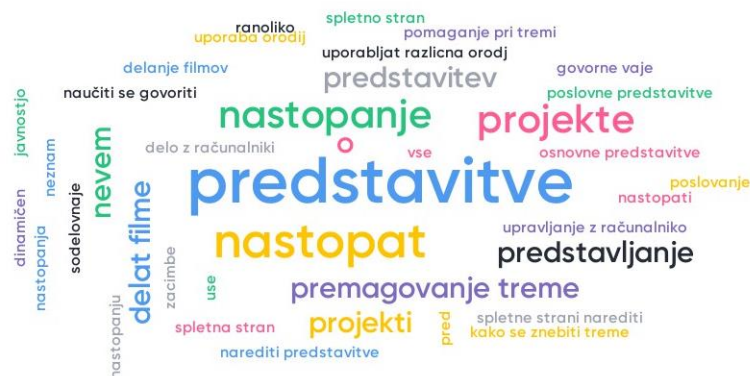 spletno stran
ranoliko
pomaganje pri tremi
uporaba orodij
uporabljat razlicna orodj
delanje filmov
predstavitev
govorne vaje
naučiti se govoriti
poslovne predstavitve
nastopanje
projekte
javnostjo
nevem
neznam
delo z računalniki
o
vse
osnovne predstavitve
predstavitve
poslovanje
nastopati
dinamičen
sodelovnaje
delat filme
nastopat
upravljanje z računalniko
predstavljanje
nastopanja
zacimbe
use
premagovanje treme
nastopanju
spletna stran
projekti
pred
spletne strani narediti
kako se znebiti treme
narediti predstavitve